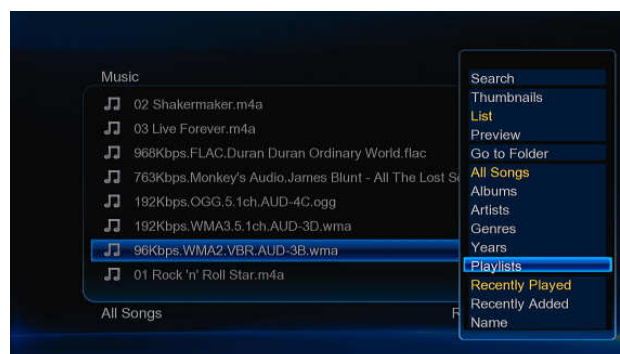 Music
02 Shakermaker.m4a
03 Live Forever.m4a
968Kbps.FLAC.Duran Duran Ordinary World.flac
763Kbps.Monkey's Audio.James Blunt - All The Lost S
192Kbps.OGG.5.1ch.AUD-4C.ogg
192Kbps.WMA3.5.1ch.AUD-3D.wma
96Kbps.WMA2.VBR.AUD-3B.wma
01 Rock 'n' Roll Star.m4a
All Songs
Search
Thumbnails
List
Preview
Go to Folder
All Songs
Albums
Artists
Genres
Years
Playlists
Recently Played
Recently Added
Name